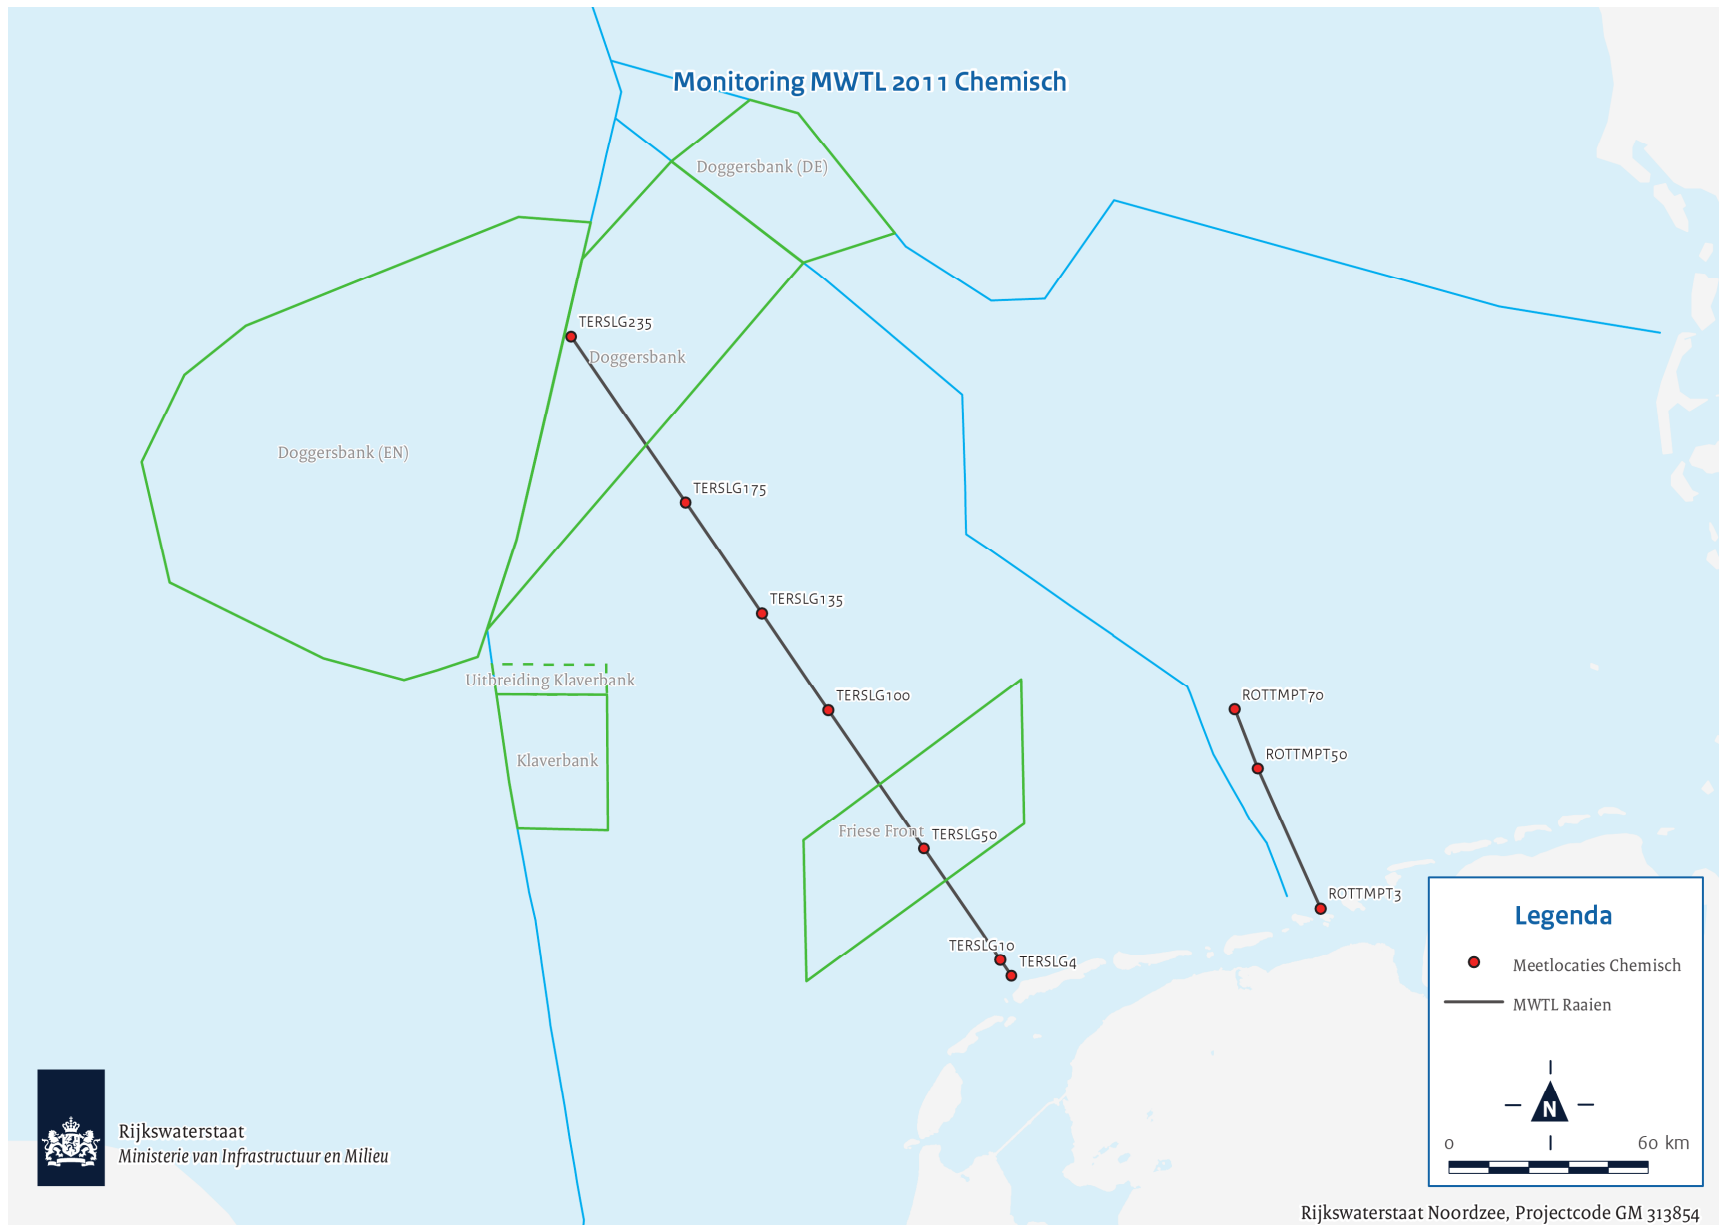 Monitoring MWTL 2011 Chemisch
Doggersbank (DE)
TERSLG235
Doggersbank
Doggersbank (EN)
TERSLG175
TERSLG135
Uitbreiding Klaverbank
TERSLG100
ROTTMPT70
ROTTMPT50
Klaverbank
Friese Front
TERSLG50
ROTTMPT3
TERSLG10
TERSLG4
Legenda
Meetlocaties Chemisch
MWTL Raaien
N
0 60 km
Rijkswaterstaat
Ministerie van Infrastructuur en Milieu
Rijkswaterstaat Noordzee, Projectcode GM 313854